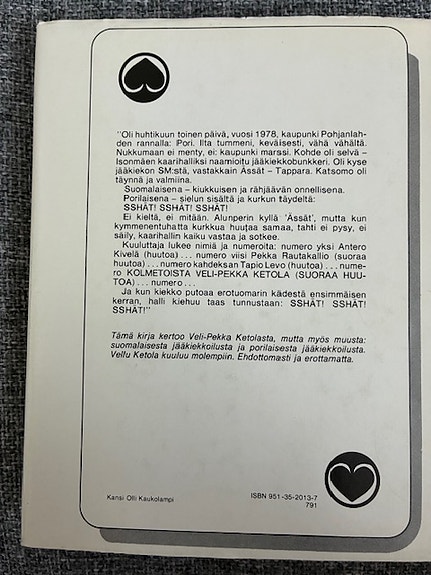 "Oli huhtikuun toinen päivä, vuosi 1978, kaupunki Pohjanlah-
den rannalla: Pori. Ilta tummeni, keväisesti, vähä vähältä.
Nukkumaan ei menty, ei: kaupunki marssi. Kohde oli selvä –
Isonmäen kaarihalliksi naamioitu jääkiekkobunkkeri. Oli kyse
jääkiekon SM:stä, vastakkain Ässät – Tappara. Katsomo oli
täynnä ja valmiina.
Suomalaisena – kiukkuisen ja rähjäävän onnellisena.
Porilaisena – sielun sisältä ja kurkun täydeltä:
SSHÄT! SSHÄT! SSHÄT!
Ei kieltä, ei mitään. Alunperin kyllä 'Ässät', mutta kun
kymmenentuhatta kurkkua huutaa samaa, tahti ei pysy, ei
säily, kaarihallin kaiku vastaa ja sotkee.
Kuuluttaja lukee nimiä ja numeroita: numero yksi Antero
Kivelä (huutoa) . . . numero viisi Pekka Rautakallio (suoraa
huutoa) . . . numero kahdeksan Tapio Levo (huutoa) . . . nume-
ro KOLMETOISTA VELI-PEKKA KETOLA (SUORAA HUU-
TOA) . . . numero . . .
Ja kun kiekko putoaa erotuomarin kädestä ensimmäisen
kerran, halli kiehuu taas tunnustaan: SSHÄT! SSHÄT!
SSHÄT!"
Tämä kirja kertoo Veli-Pekka Ketolasta, mutta myös muusta:
suomalaisesta jääkiekkoilusta ja porilaisesta jääkiekkoilusta.
Vellu Ketola kuuluu molempiin. Ehdottomasti ja erottamatta.
Kansi Olli Kaukolampi
ISBN 951-35-2013-7
791